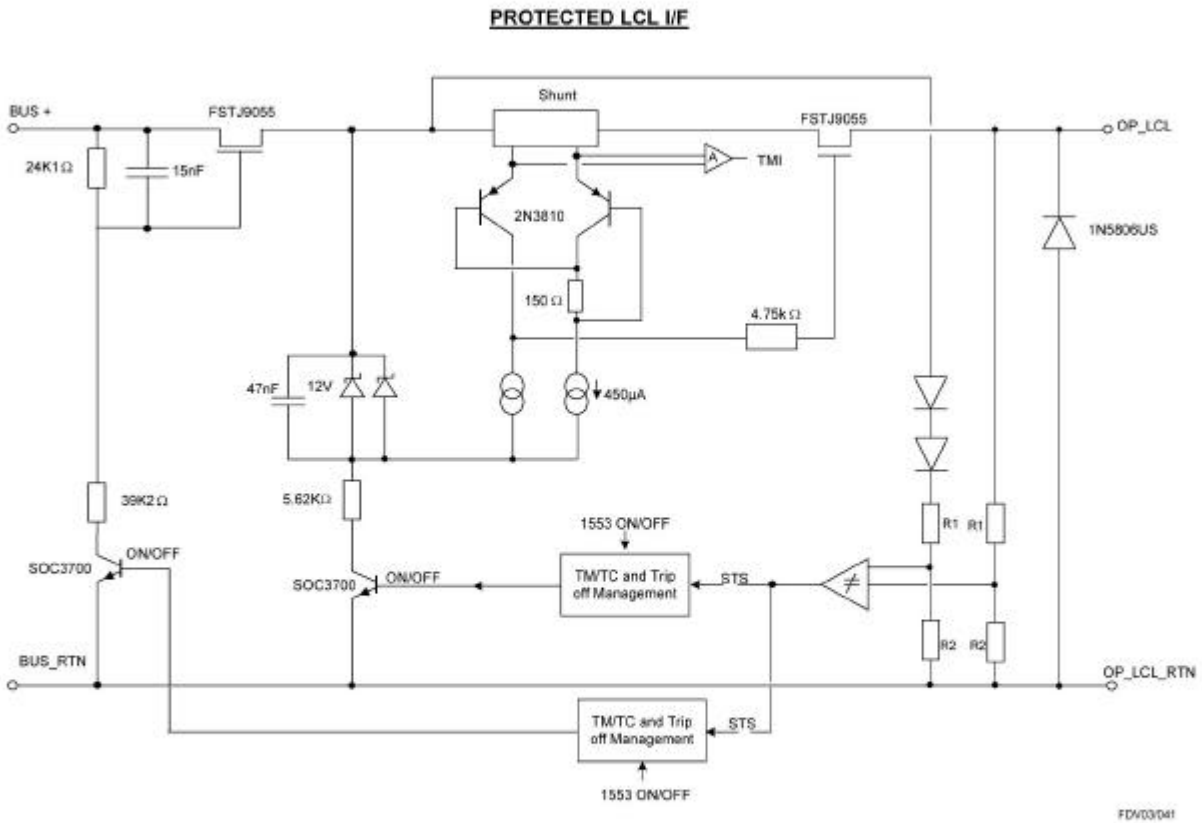 PROTECTED LCL I/F
BUS +
FSTJ9055
Shunt
FSTJ9055
OP_LCL
24K1Ω
15nF
A
TMI
2N3810
1N5806US
150 Ω
4.75k Ω
47nF
12V
450µA
39K2Ω
5.62KΩ
1553 ON/OFF
R1
R1
ON/OFF
SOC3700
SOC3700
ON/OFF
TM/TC and Trip
off Management
STS
≠
R2
R2
BUS_RTN
OP_LCL_RTN
TM/TC and Trip
off Management
STS
1553 ON/OFF
FDV03/041